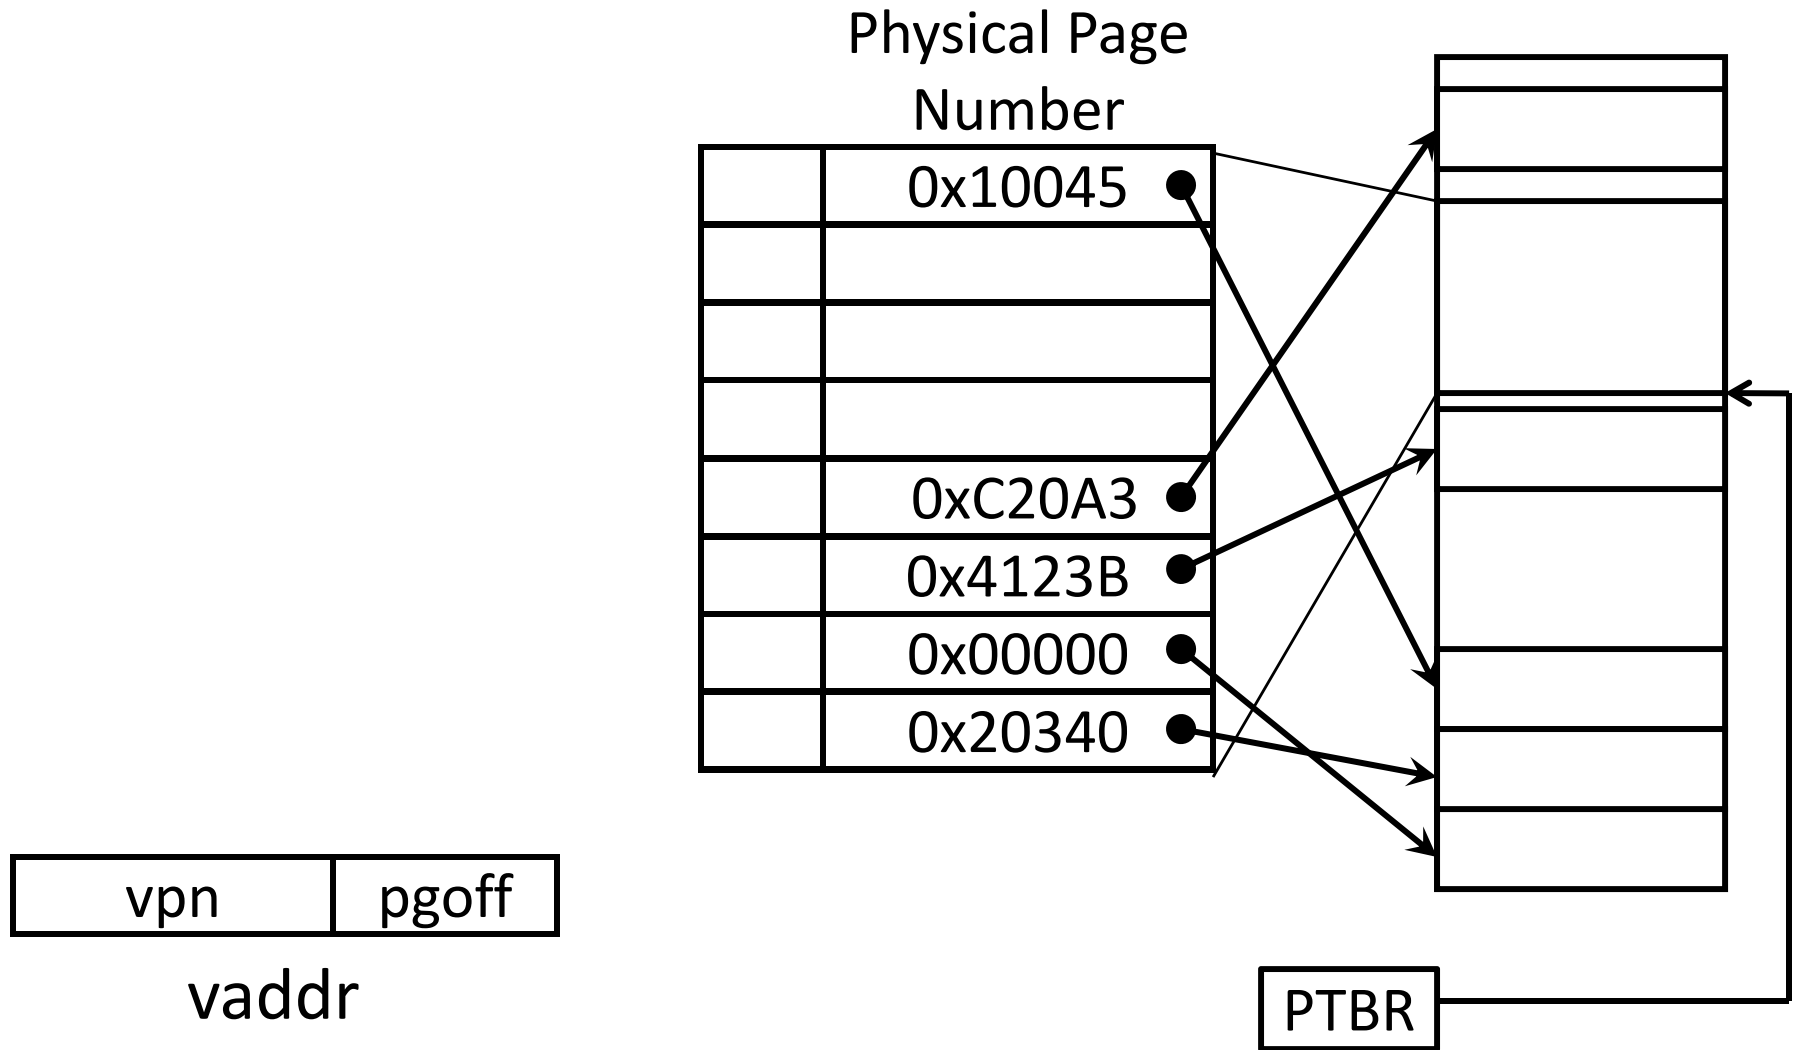 Physical Page
Number
0x10045
0xC20A3
0x4123B
0x00000
0x20340
vpn pgoff
vaddr
PTBR